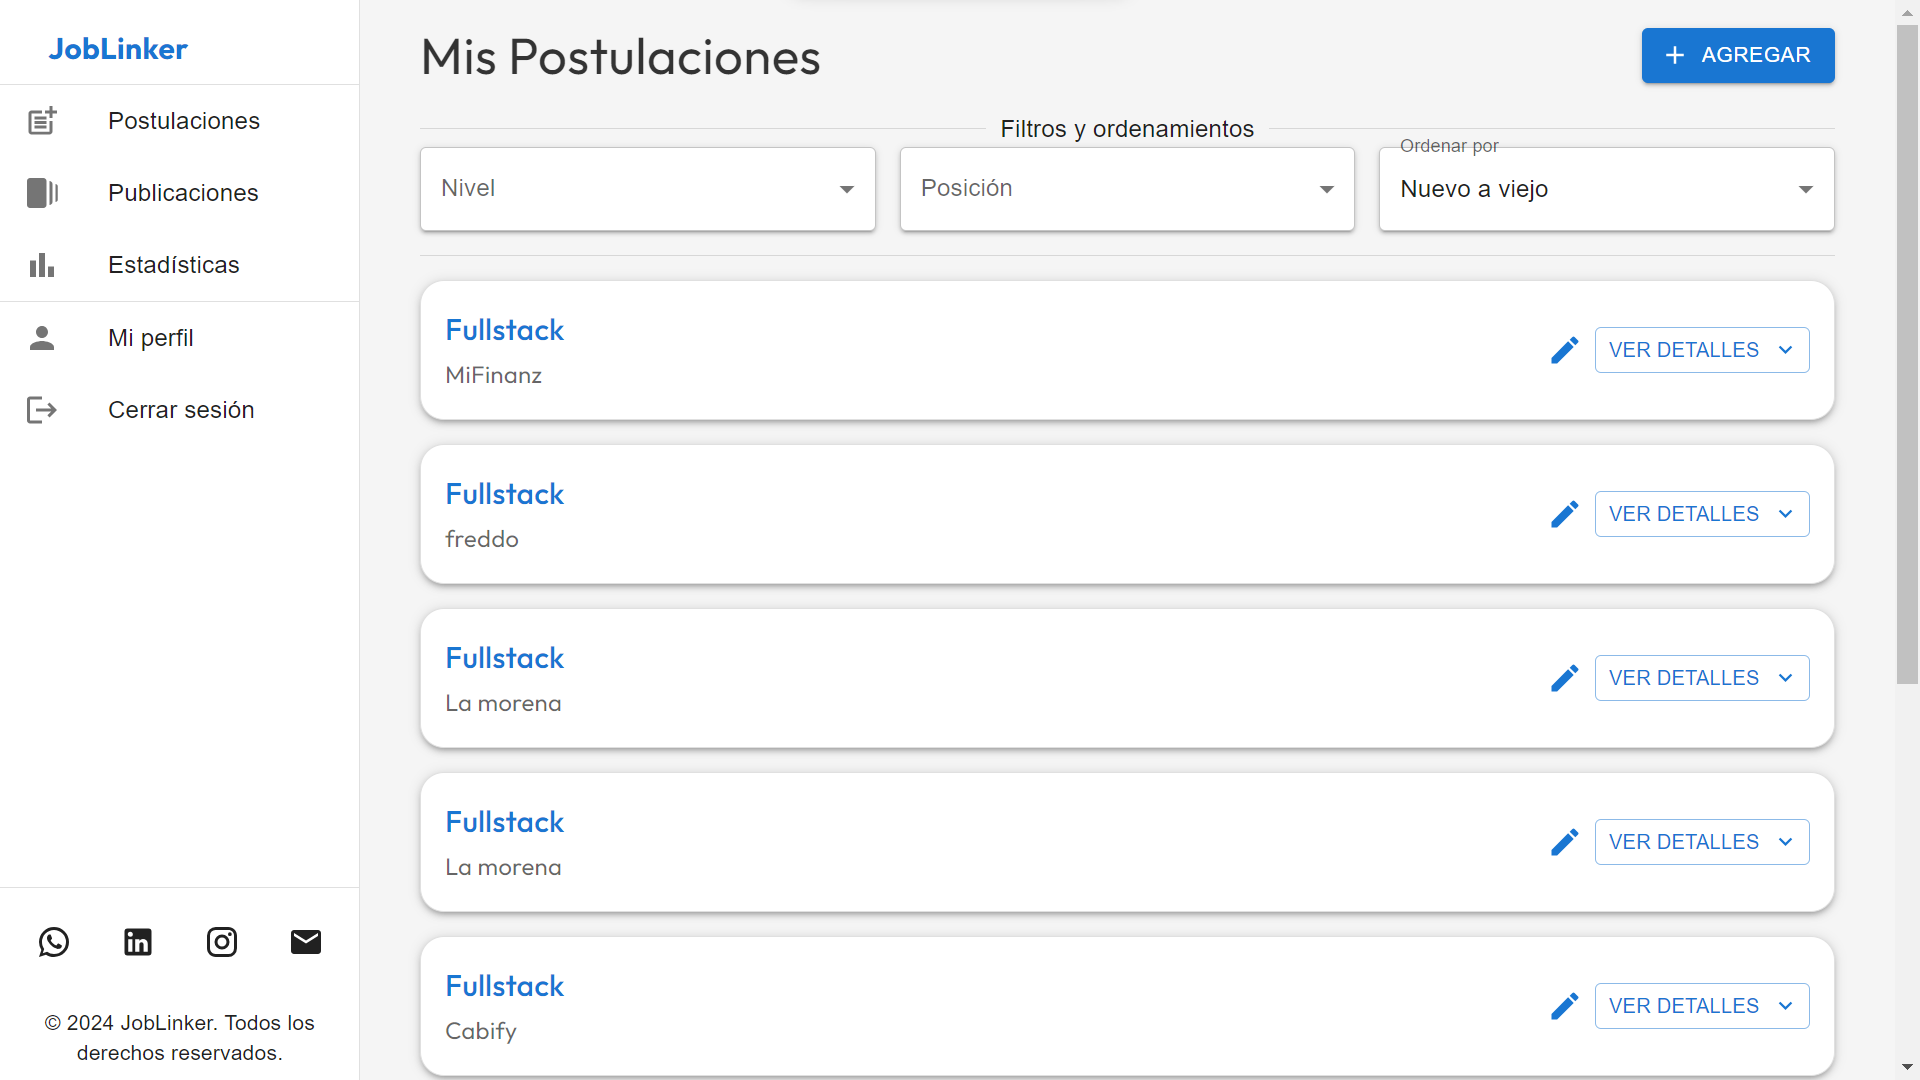 JobLinker
Postulaciones
Publicaciones
Estadísticas
Mi perfil
Cerrar sesión
© 2024 JobLinker. Todos los
derechos reservados.
Mis Postulaciones
AGREGAR
Filtros y ordenamientos
Nivel
Posición
Ordenar por
Nuevo a viejo
Fullstack
MiFinanz
VER DETALLES
Fullstack
freddo
VER DETALLES
Fullstack
La morena
VER DETALLES
Fullstack
La morena
VER DETALLES
Fullstack
Cabify
VER DETALLES